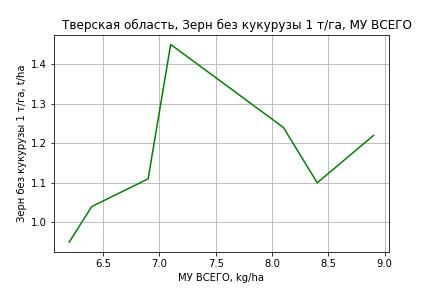 Тверская область, Зерн без кукурузы 1 т/га, МУ ВСЕГО
Зерн без кукурузы 1 т/га, t/ha
1.4
1.3
1.2
1.1
1.0
6.5 7.0 7.5 8.0 8.5 9.0
МУ ВСЕГО, kg/ha